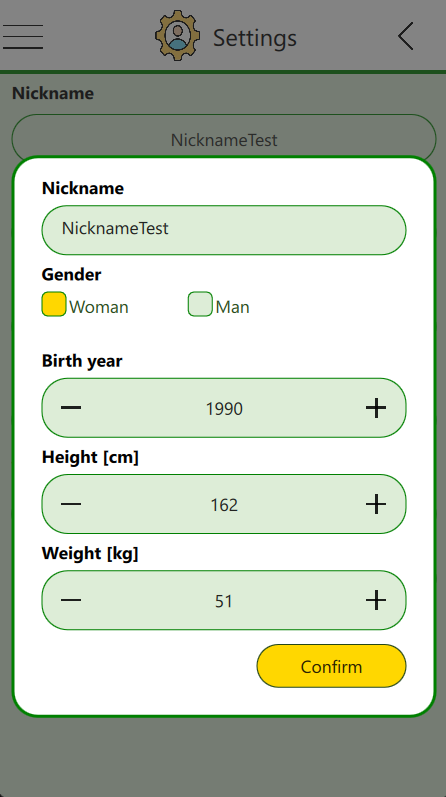 Settings
Nickname
NicknameTest
Nickname
NicknameTest
Gender
Woman Man
Birth year
1990
Height [cm]
162
Weight [kg]
51
Confirm